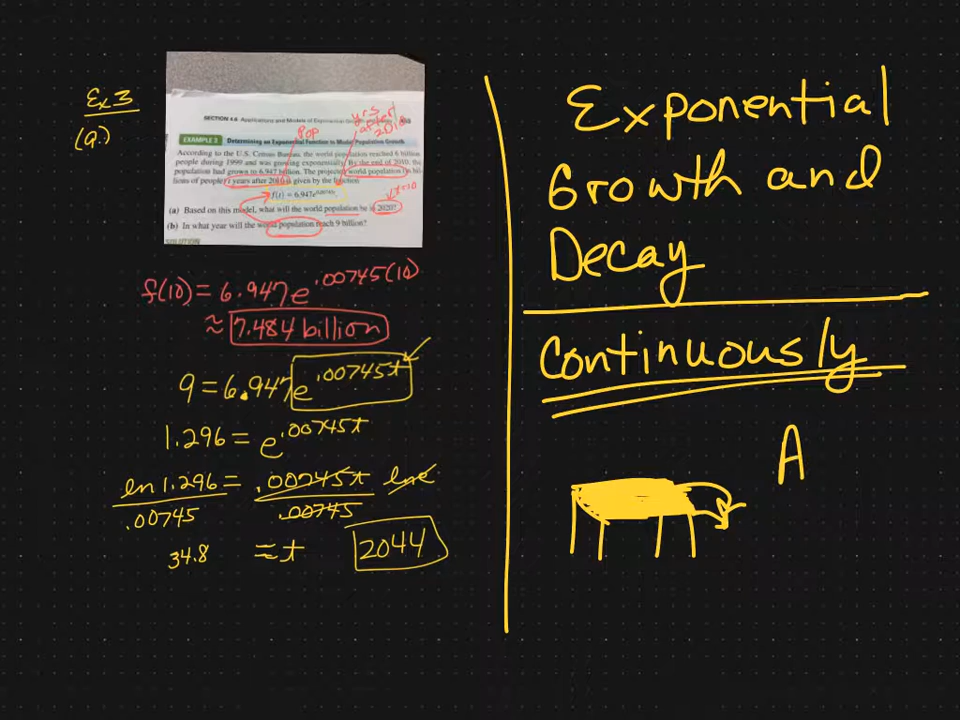 Ex 3
(a.)
SECTION 4.6 Applications and Models of Exponential
pop
yrs after 2010
EXAMPLE 3 Determining an Exponential Function to Model Population Growth
According to the U.S. Census Bureau, the world population reached 6 billion
people during 1999 and was growing exponentially. By the end of 2010, the
population had grown to 6.947 billion. The projected world population (in bil-
lions of people) t years after 2010 is given by the function
f(t) = 6.947e^.00745t
t=10
(a) Based on this model, what will the world population be in 2020?
(b) In what year will the world population reach 9 billion?
SOLUTION
f(10) = 6.947e^.00745(10)
≈ 7.484 billion
9 = 6.947e^.00745t
1.296 = e^.00745t
ln 1.296 = .00745t ln e
.00745 .00745
34.8 ≈ t 2044
Exponential
Growth and
Decay
Continuously
A